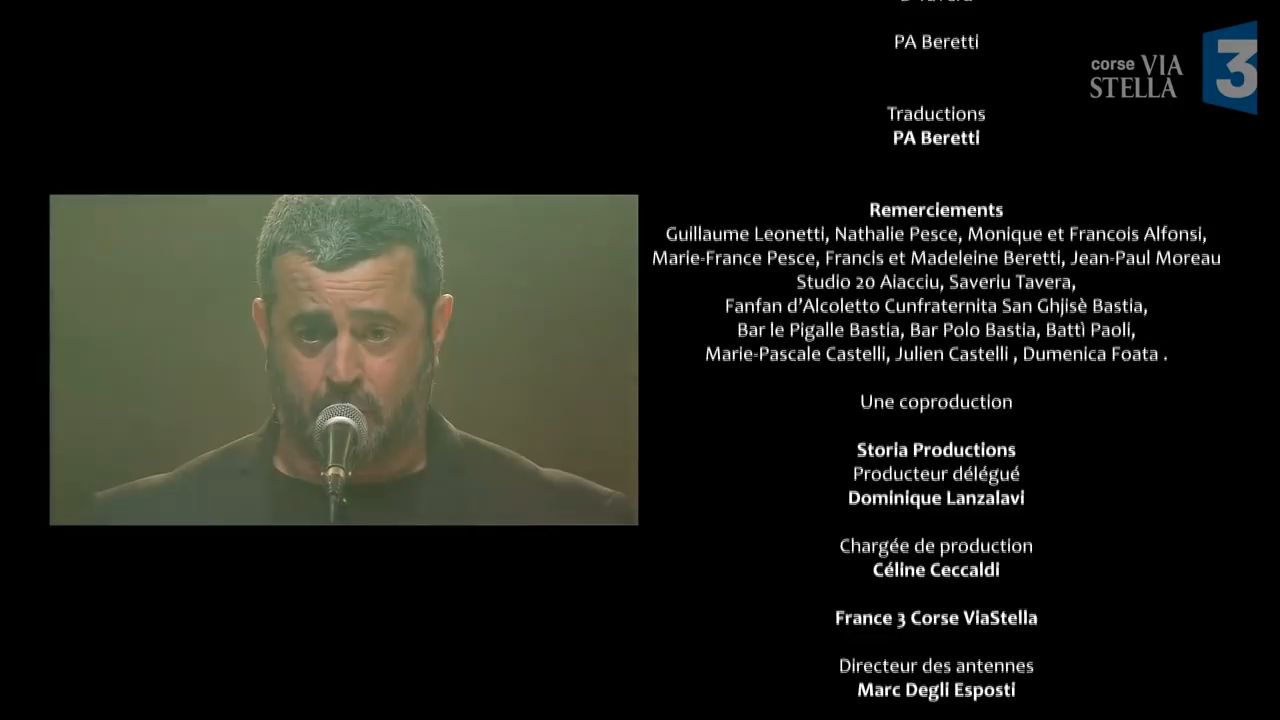 PA Beretti
corse VIA
STELLA
3
Traductions
PA Beretti
Remerciements
Guillaume Leonetti, Nathalie Pesce, Monique et Francois Alfonsi,
Marie-France Pesce, Francis et Madeleine Beretti, Jean-Paul Moreau
Studio 20 Aiacciu, Saveriu Tavera,
Fanfan d'Alcoletto Cunfraternita San Ghjisè Bastia,
Bar le Pigalle Bastia, Bar Polo Bastia, Battì Paoli,
Marie-Pascale Castelli, Julien Castelli , Dumenica Foata .
Une coproduction
Storia Productions
Producteur délégué
Dominique Lanzalavi
Chargée de production
Céline Ceccaldi
France 3 Corse ViaStella
Directeur des antennes
Marc Degli Esposti